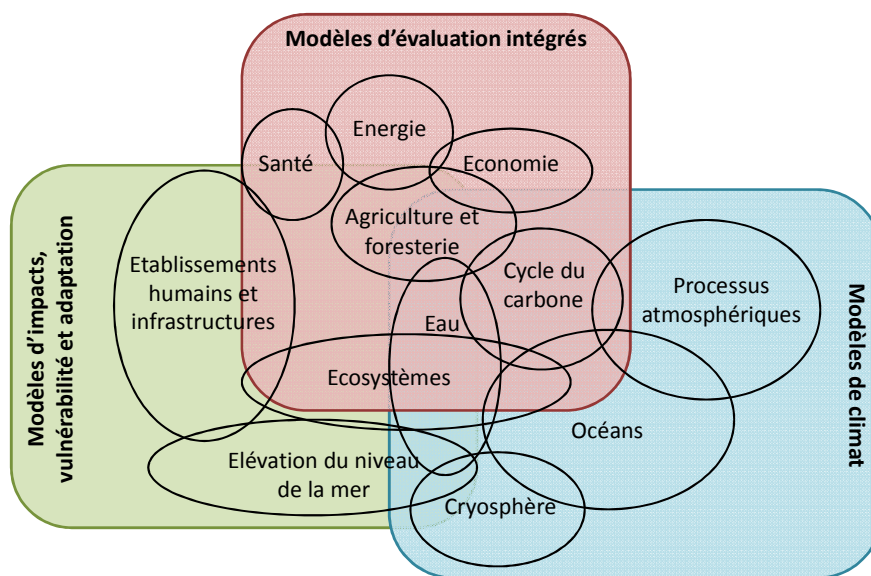 Modèles d'évaluation intégrés
Energie
Santé
Economie
Agriculture et
foresterie
Etablissements
humains et
infrastructures
Cycle du
carbone
Processus
atmosphériques
Eau
Ecosystèmes
Océans
Elévation du niveau
de la mer
Cryosphère
Modèles d'impacts,
vulnérabilité et adaptation
Modèles de climat